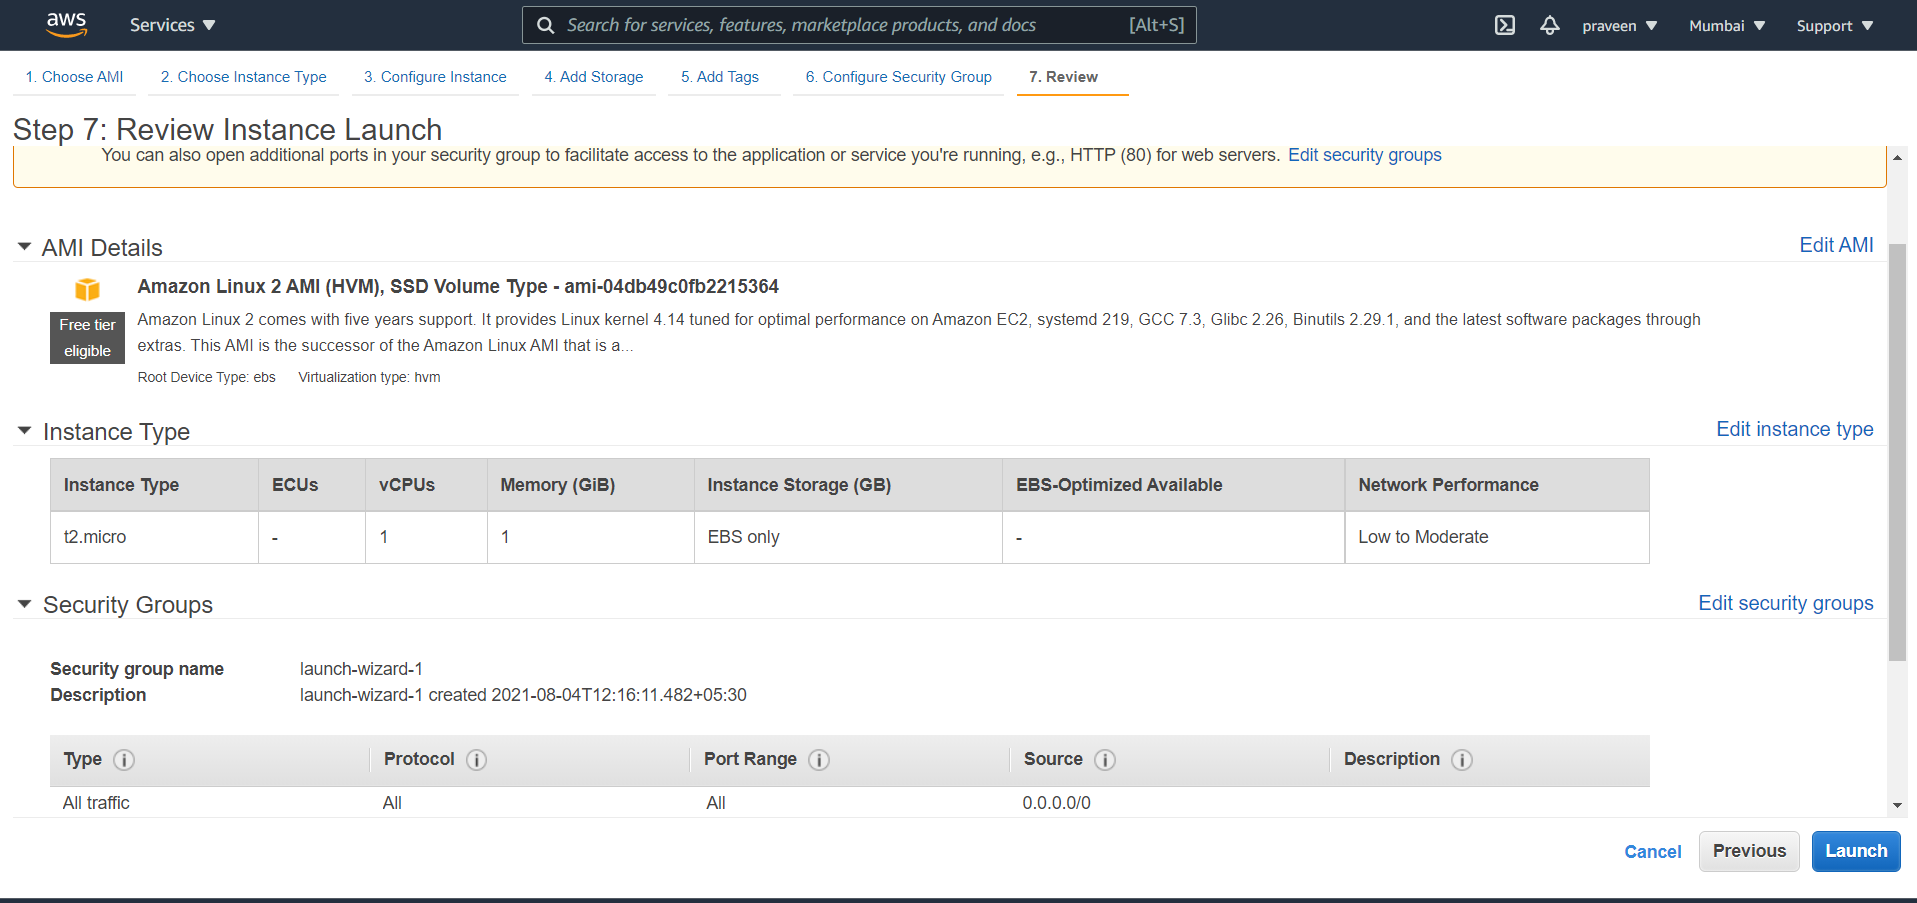 aws Services Search for services, features, marketplace products, and docs [Alt+S] praveen Mumbai Support
1. Choose AMI 2. Choose Instance Type 3. Configure Instance 4. Add Storage 5. Add Tags 6. Configure Security Group 7. Review
Step 7: Review Instance Launch
You can also open additional ports in your security group to facilitate access to the application or service you're running, e.g., HTTP (80) for web servers. Edit security groups
AMI Details Edit AMI
Amazon Linux 2 AMI (HVM), SSD Volume Type - ami-04db49c0fb2215364
Free tier eligible
Amazon Linux 2 comes with five years support. It provides Linux kernel 4.14 tuned for optimal performance on Amazon EC2, systemd 219, GCC 7.3, Glibc 2.26, Binutils 2.29.1, and the latest software packages through
extras. This AMI is the successor of the Amazon Linux AMI that is a...
Root Device Type: ebs Virtualization type: hvm
Instance Type Edit instance type
Instance Type ECUs vCPUs Memory (GiB) Instance Storage (GB) EBS-Optimized Available Network Performance
t2.micro - 1 1 EBS only - Low to Moderate
Security Groups Edit security groups
Security group name launch-wizard-1
Description launch-wizard-1 created 2021-08-04T12:16:11.482+05:30
Type Protocol Port Range Source Description
All traffic All All 0.0.0.0/0
Cancel Previous Launch